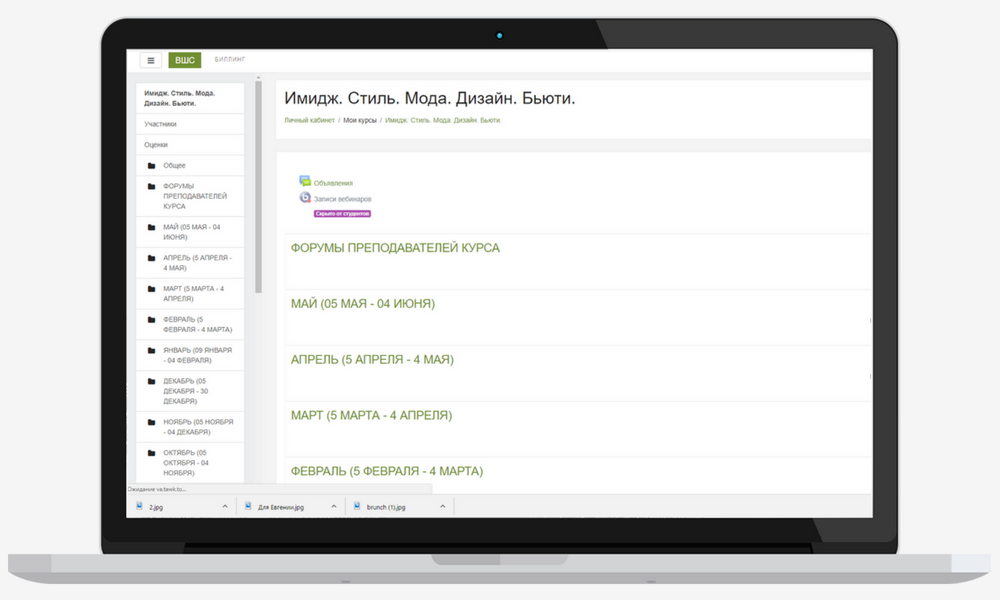 ВШС БИЛЛИНГ
Имидж. Стиль. Мода.
Дизайн. Бьюти.
Участники
Оценки
Общее
ФОРУМЫ
ПРЕПОДАВАТЕЛЕЙ
КУРСА
МАЙ (05 МАЯ - 04
ИЮНЯ)
АПРЕЛЬ (5 АПРЕЛЯ -
4 МАЯ)
МАРТ (5 МАРТА - 4
АПРЕЛЯ)
ФЕВРАЛЬ (5
ФЕВРАЛЯ - 4 МАРТА)
ЯНВАРЬ (09 ЯНВАРЯ
- 04 ФЕВРАЛЯ)
ДЕКАБРЬ (05
ДЕКАБРЯ - 30
ДЕКАБРЯ)
НОЯБРЬ (05 НОЯБРЯ
- 04 ДЕКАБРЯ)
ОКТЯБРЬ (05
ОКТЯБРЯ - 04
НОЯБРЯ)
Имидж. Стиль. Мода. Дизайн. Бьюти.
Личный кабинет / Мои курсы / Имидж. Стиль. Мода. Дизайн. Бьюти.
Объявления
Записи вебинаров
Скрыто от студентов
ФОРУМЫ ПРЕПОДАВАТЕЛЕЙ КУРСА
МАЙ (05 МАЯ - 04 ИЮНЯ)
АПРЕЛЬ (5 АПРЕЛЯ - 4 МАЯ)
МАРТ (5 МАРТА - 4 АПРЕЛЯ)
ФЕВРАЛЬ (5 ФЕВРАЛЯ - 4 МАРТА)
Ожидание va.tawk.to...
2.jpg Для Евгении.jpg brunch (1).jpg